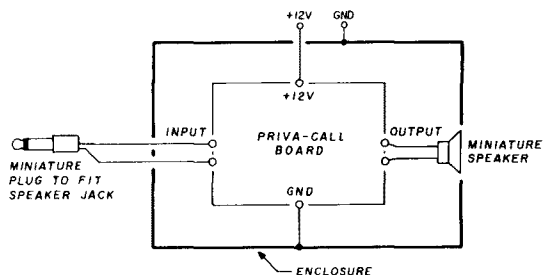 +12V
GND
+12V
INPUT
PRIVA-CALL
BOARD
OUTPUT
MINIATURE
SPEAKER
MINIATURE
PLUG TO FIT
SPEAKER JACK
GND
ENCLOSURE